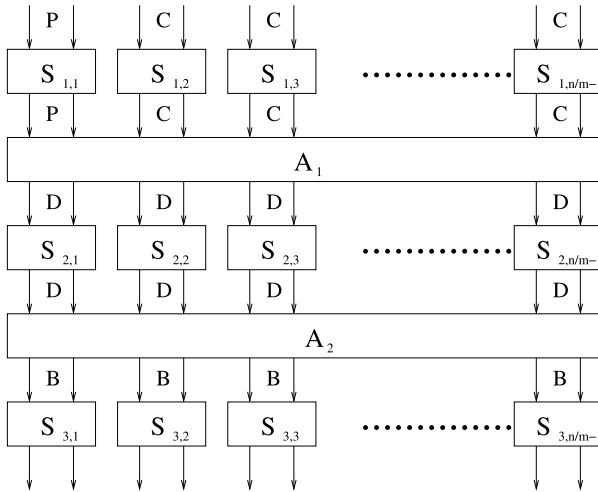 P C C C
S 1,1 S 1,2 S 1,3 S 1,n/m−
P C C C
A 1
D D D D
S 2,1 S 2,2 S 2,3 S 2,n/m−
D D D D
A 2
B B B B
S 3,1 S 3,2 S 3,3 S 3,n/m−